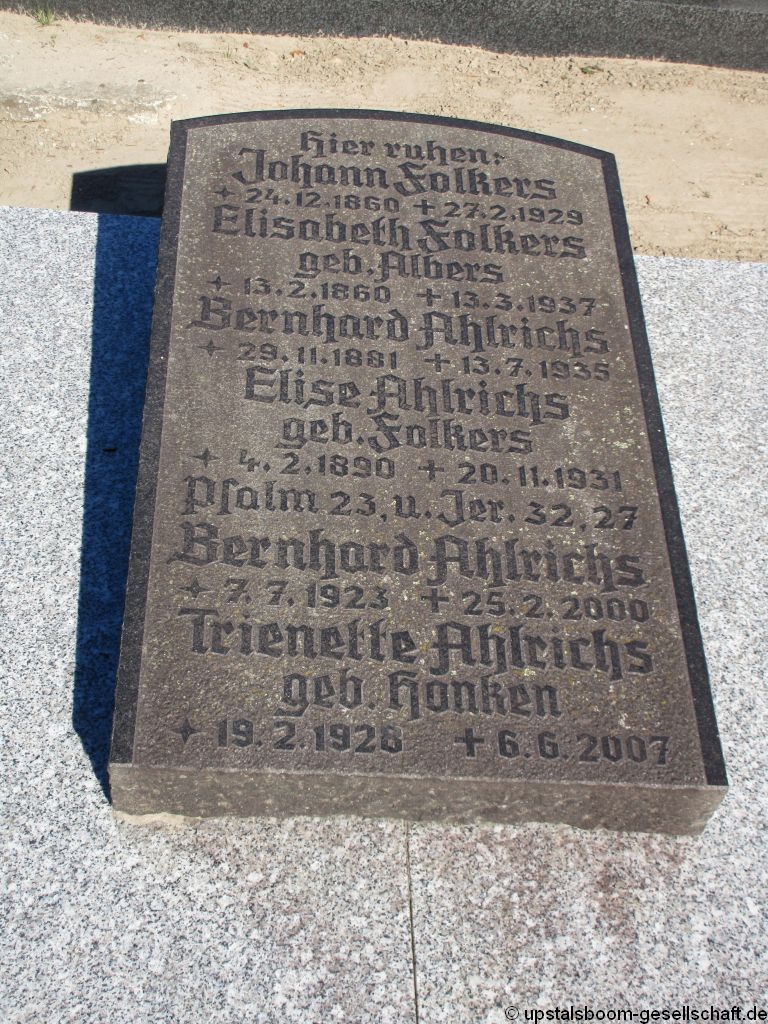 Hier ruhen:
Johann Folkers
✦ 24.12.1860 + 27.2.1929
Elisabeth Folkers
geb. Albers
✦ 13.2.1860 + 13.3.1937
Bernhard Ahlrichs
✦ 29.11.1881 + 13.7.1935
Elise Ahlrichs
geb. Folkers
✦ 4.2.1890 + 20.11.1931
Psalm 23, u. Jer. 32, 27
Bernhard Ahlrichs
✦ 7.7.1923 + 25.2.2000
Trienette Ahlrichs
geb. Honken
✦ 19.2.1928 + 6.6.2007
© upstalsboom-gesellschaft.de